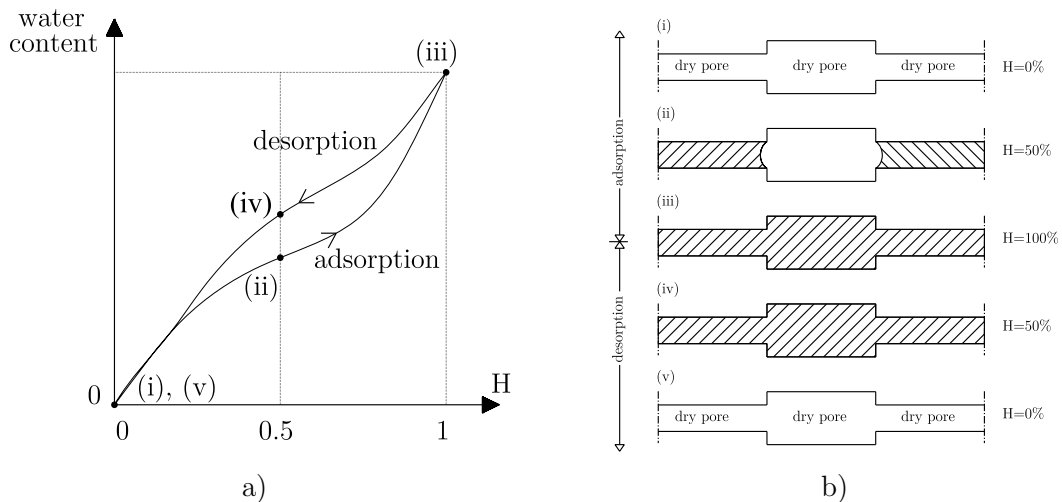 water
content
(iii)
desorption
(iv)
adsorption
(ii)
(i), (v)
H
0
0
0.5
1
a)
adsorption
desorption
(i)
dry pore
dry pore
dry pore
H=0%
(ii)
H=50%
(iii)
H=100%
(iv)
H=50%
(v)
dry pore
dry pore
dry pore
H=0%
b)